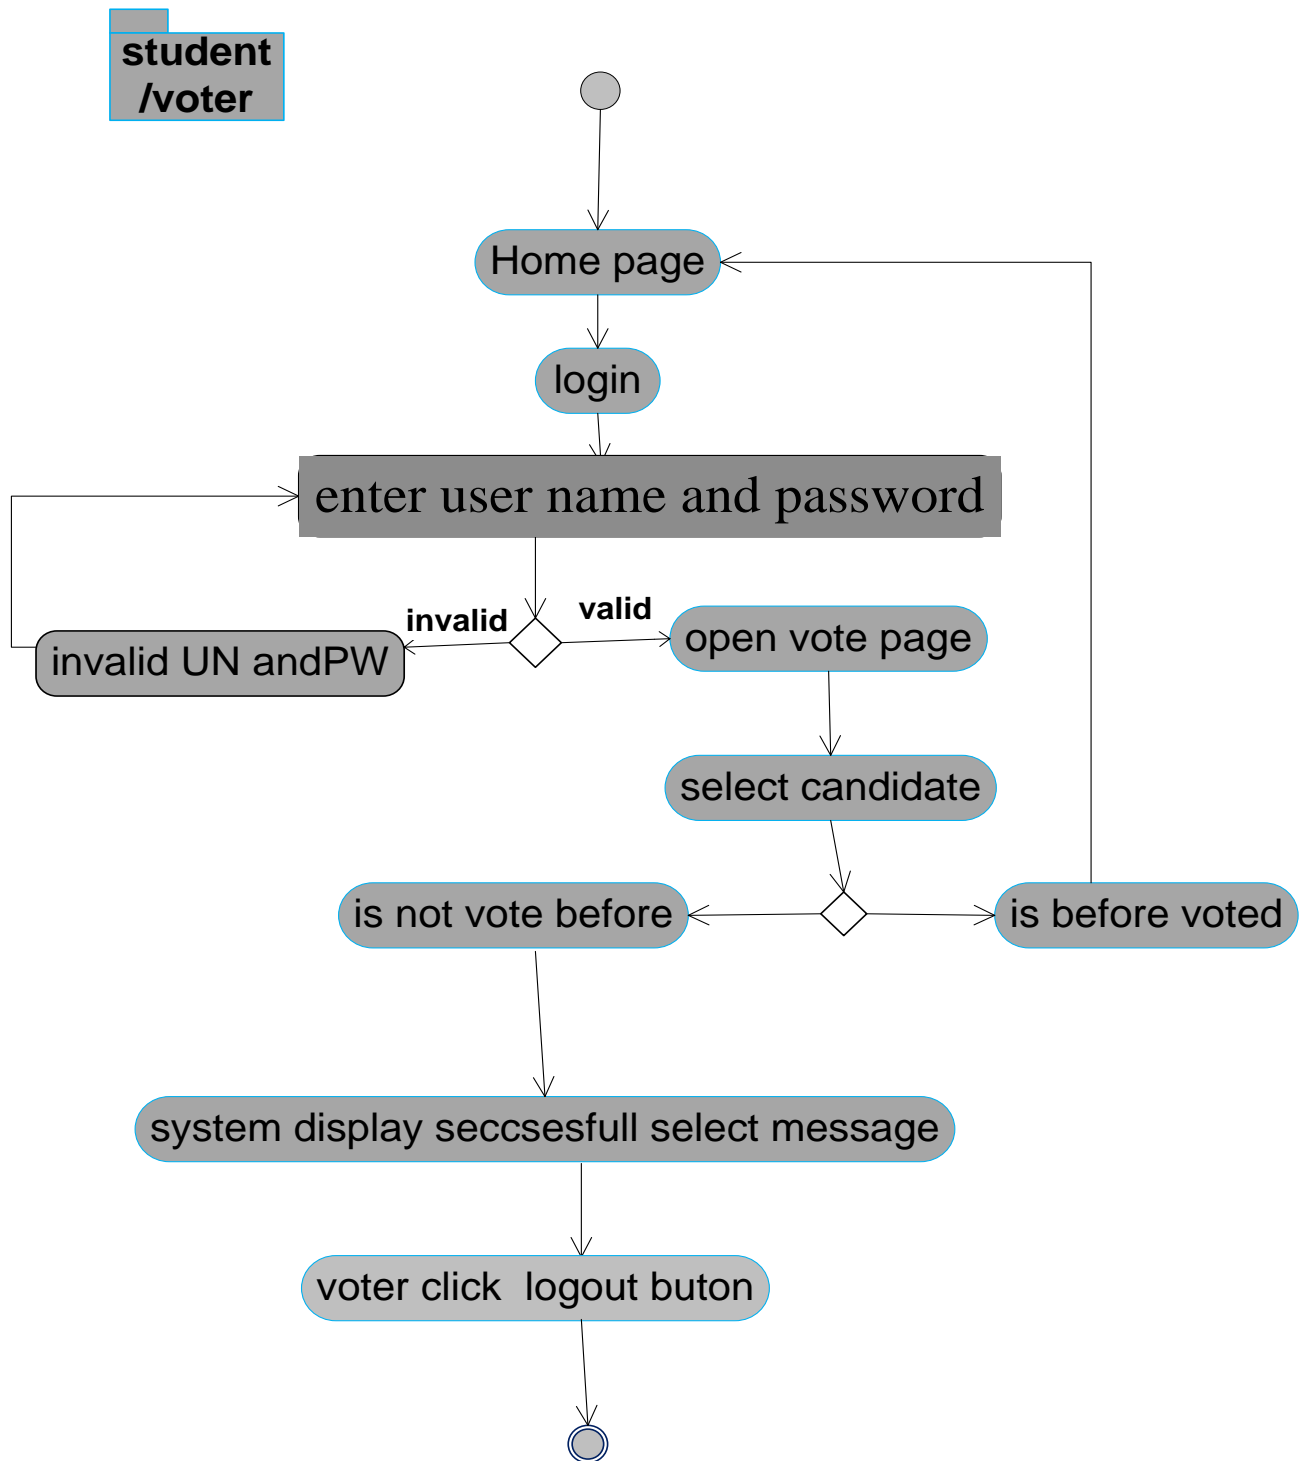 student
/voter
Home page
login
enter user name and password
invalid
valid
open vote page
invalid UN andPW
select candidate
is not vote before
is before voted
system display seccsesfull select message
voter click  logout buton